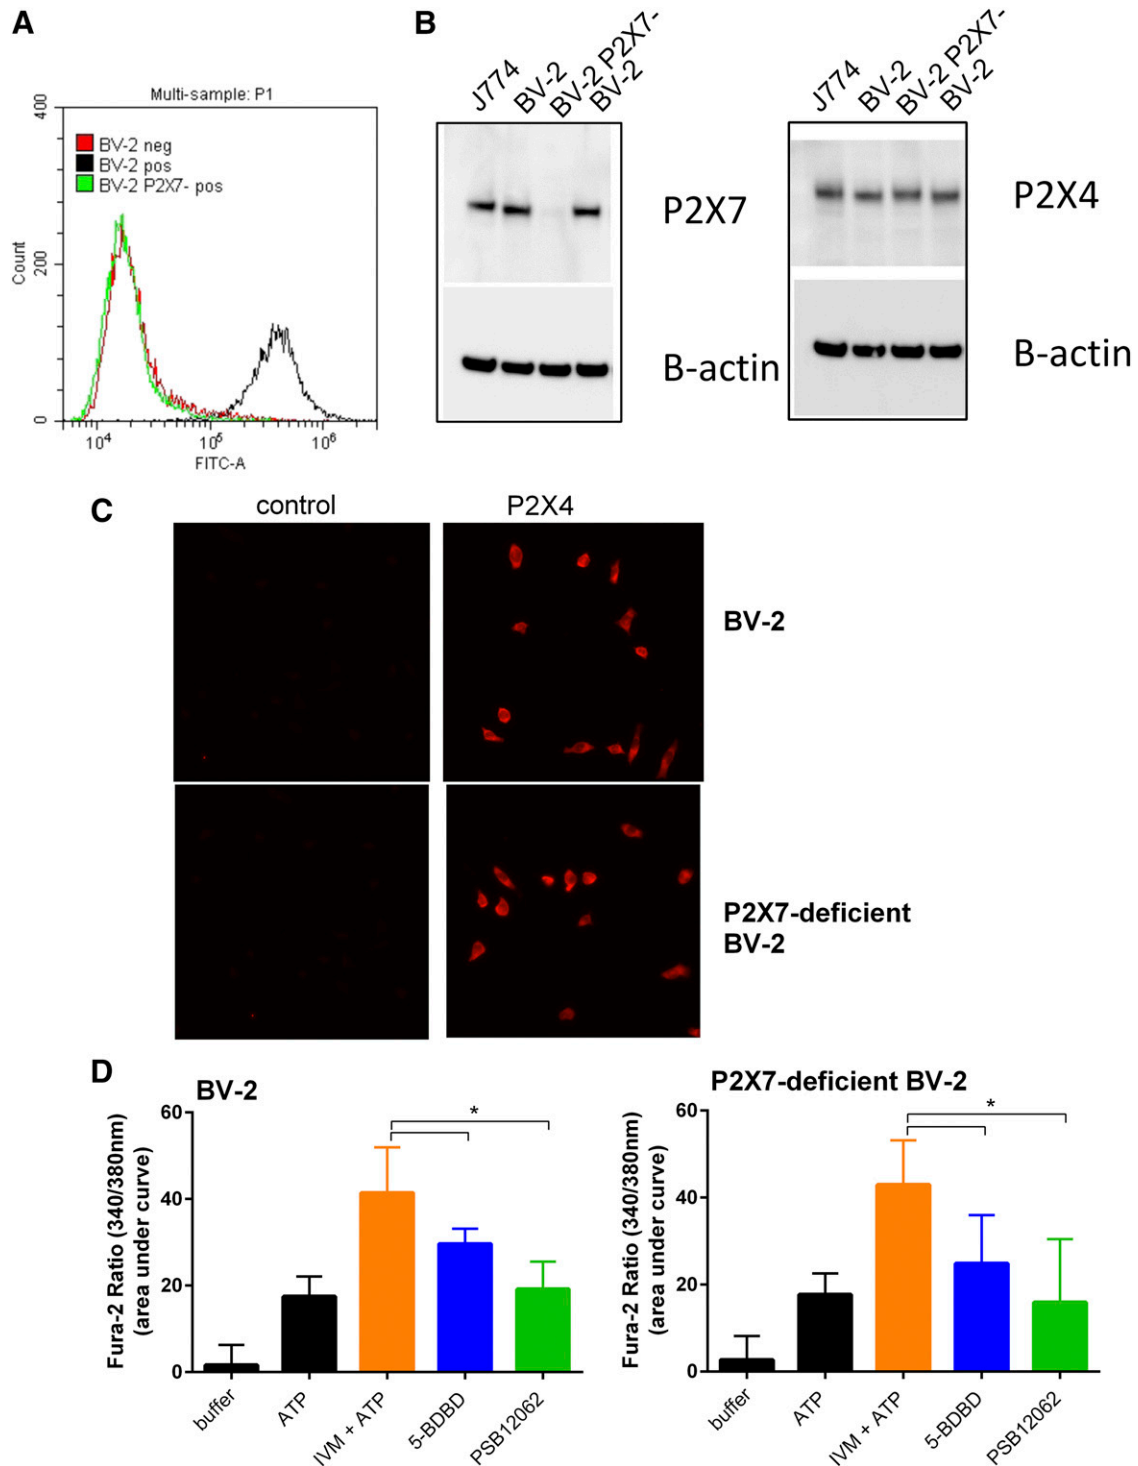 A
Multi-sample: P1
400
BV-2 neg
BV-2 pos
BV-2 P2X7- pos
Count
200
0
10⁴
10⁵
10⁶
FITC-A
B
J774
BV-2
BV-2 P2X7-
BV-2
P2X7
B-actin
J774
BV-2
BV-2 P2X7-
BV-2
P2X4
B-actin
C
control
P2X4
BV-2
P2X7-deficient
BV-2
D
BV-2
Fura-2 Ratio (340/380nm)
(area under curve)
60
40
20
0
*
buffer
ATP
IVM + ATP
5-BDBD
PSB12062
P2X7-deficient BV-2
Fura-2 Ratio (340/380nm)
(area under curve)
60
40
20
0
*
buffer
ATP
IVM + ATP
5-BDBD
PSB12062